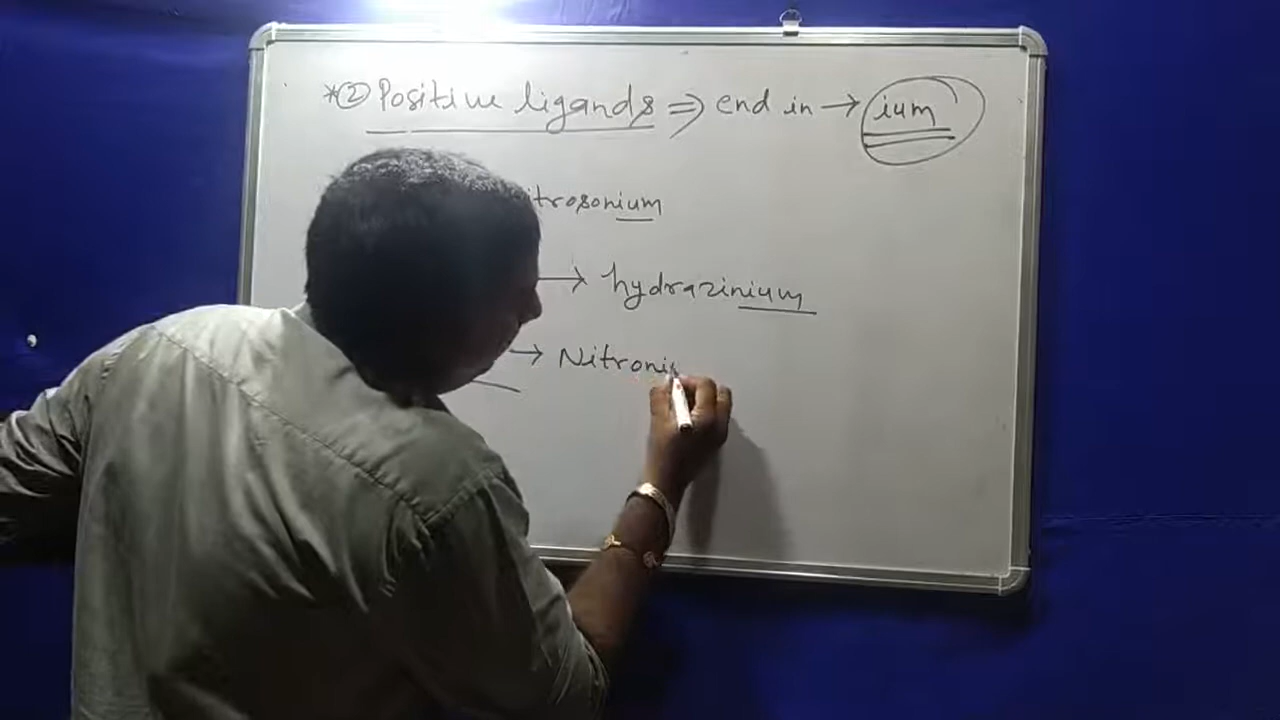 *② Positive ligands ⇒ end in → ium
itrosonium
→ hydrazinium
→ Nitroni